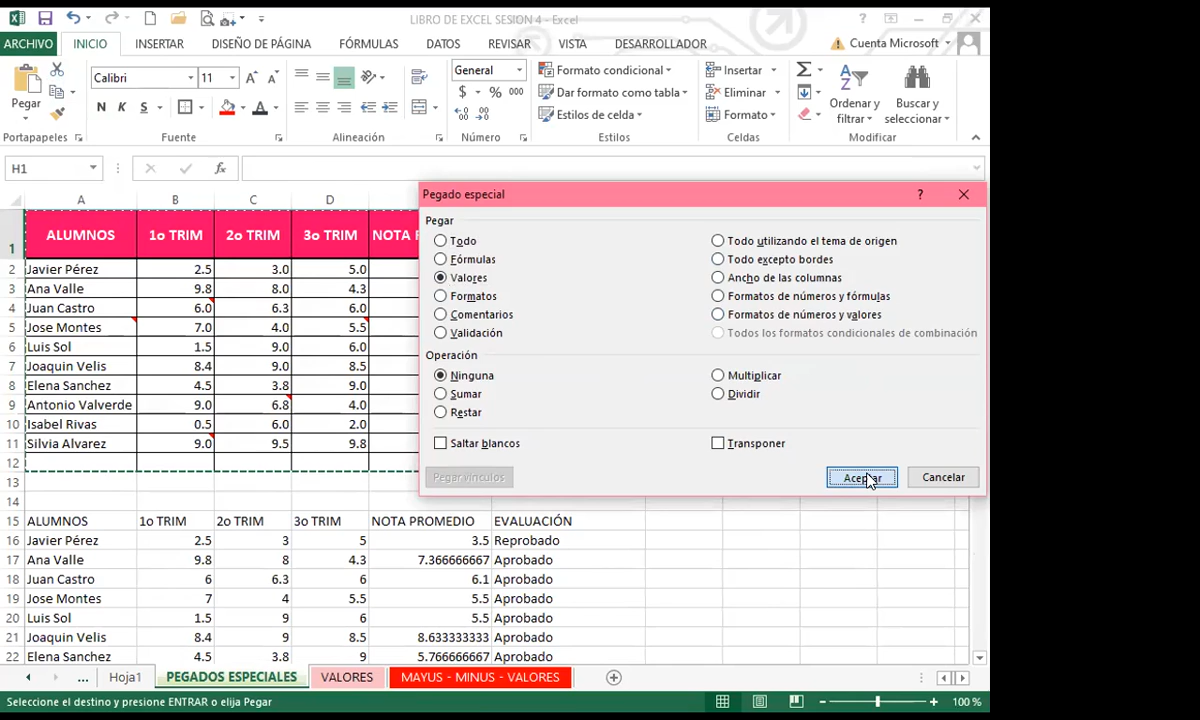 LIBRO DE EXCEL SESION 4 - Excel
ARCHIVO INICIO INSERTAR DISEÑO DE PÁGINA FÓRMULAS DATOS REVISAR VISTA DESARROLLADOR Cuenta Microsoft
Calibri 11 General Formato condicional Insertar
Pegar N K S $ % 000 Dar formato como tabla Eliminar Ordenar y filtrar Buscar y seleccionar
Estilos de celda Formato
Portapapeles Fuente Alineación Número Estilos Celdas Modificar
H1 fx
A B C D
1 ALUMNOS 1o TRIM 2o TRIM 3o TRIM NOTA
2 Javier Pérez 2.5 3.0 5.0
3 Ana Valle 9.8 8.0 4.3
4 Juan Castro 6.0 6.3 6.0
5 Jose Montes 7.0 4.0 5.5
6 Luis Sol 1.5 9.0 6.0
7 Joaquin Velis 8.4 9.0 8.5
8 Elena Sanchez 4.5 3.8 9.0
9 Antonio Valverde 9.0 6.8 4.0
10 Isabel Rivas 0.5 6.0 2.0
11 Silvia Alvarez 9.0 9.5 9.8
12
13
14
15 ALUMNOS 1o TRIM 2o TRIM 3o TRIM NOTA PROMEDIO EVALUACIÓN
16 Javier Pérez 2.5 3 5 3.5 Reprobado
17 Ana Valle 9.8 8 4.3 7.366666667 Aprobado
18 Juan Castro 6 6.3 6 6.1 Aprobado
19 Jose Montes 7 4 5.5 5.5 Aprobado
20 Luis Sol 1.5 9 6 5.5 Aprobado
21 Joaquin Velis 8.4 9 8.5 8.633333333 Aprobado
22 Elena Sanchez 4.5 3.8 9 5.766666667 Aprobado
Pegado especial
Pegar
Todo Todo utilizando el tema de origen
Fórmulas Todo excepto bordes
Valores Ancho de las columnas
Formatos Formatos de números y fórmulas
Comentarios Formatos de números y valores
Validación Todos los formatos condicionales de combinación
Operación
Ninguna Multiplicar
Sumar Dividir
Restar
Saltar blancos Transponer
Pegar vínculos Aceptar Cancelar
... Hoja1 PEGADOS ESPECIALES VALORES MAYUS - MINUS - VALORES
Seleccione el destino y presione ENTRAR o elija Pegar 100 %